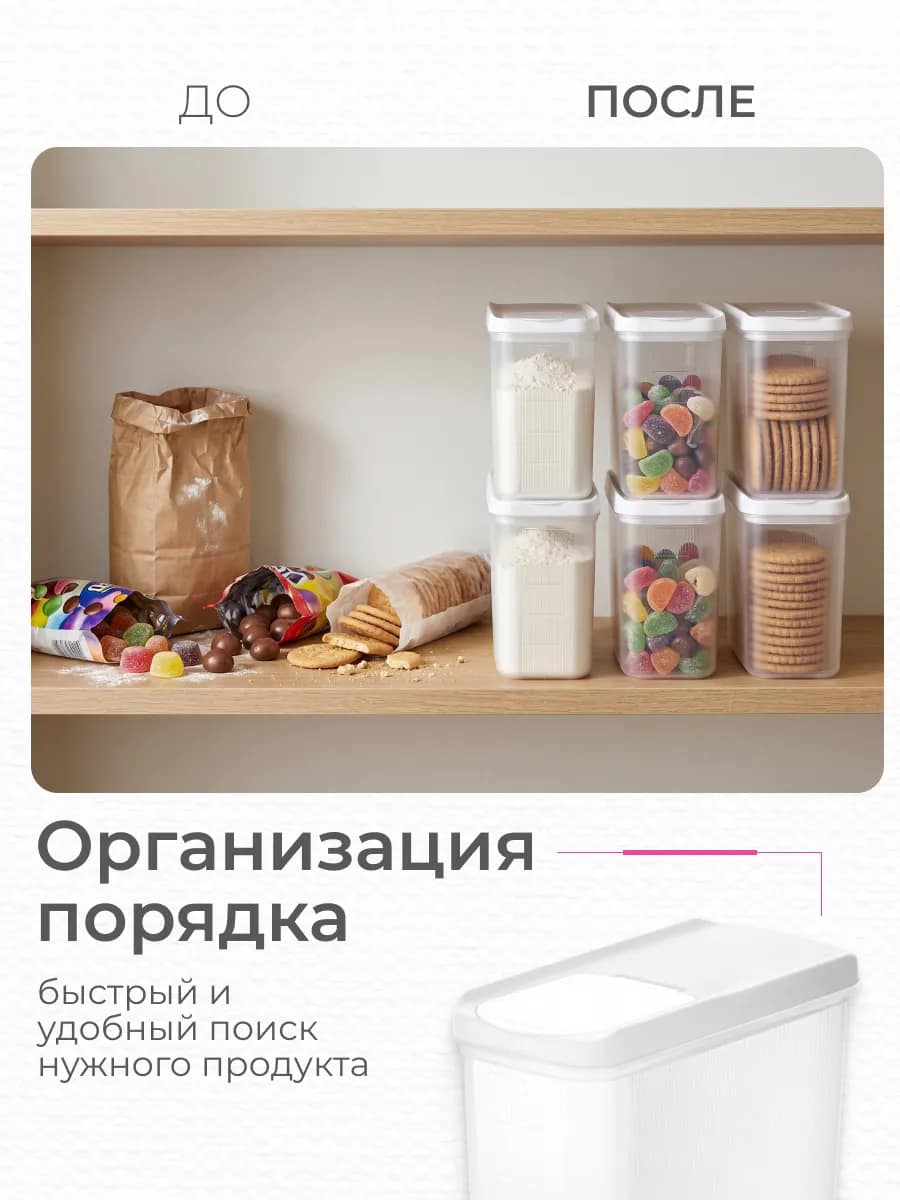 ДО
ПОСЛЕ
Организация
порядка
быстрый и
удобный поиск
нужного продукта